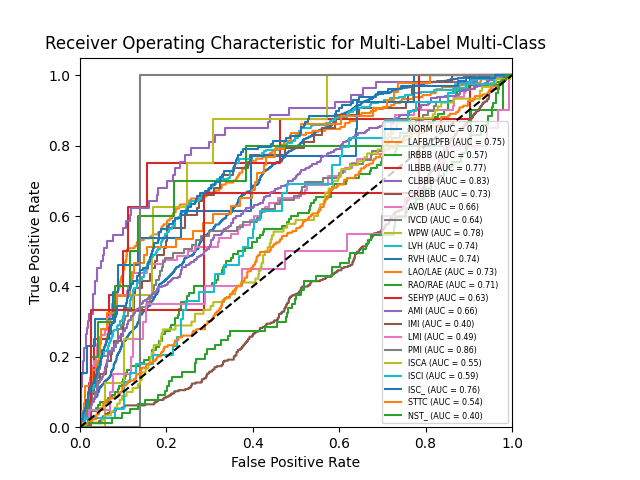 Receiver Operating Characteristic for Multi-Label Multi-Class
1.0
0.8
0.6
0.4
0.2
0.0
True Positive Rate
NORM (AUC = 0.70)
LAFB/LPFB (AUC = 0.75)
IRBBB (AUC = 0.57)
ILBBB (AUC = 0.77)
CLBBB (AUC = 0.83)
CRBBB (AUC = 0.73)
AVB (AUC = 0.66)
IVCD (AUC = 0.64)
WPW (AUC = 0.78)
LVH (AUC = 0.74)
RVH (AUC = 0.74)
LAO/LAE (AUC = 0.73)
RAO/RAE (AUC = 0.71)
SEHYP (AUC = 0.63)
AMI (AUC = 0.66)
IMI (AUC = 0.40)
LMI (AUC = 0.49)
PMI (AUC = 0.86)
ISCA (AUC = 0.55)
ISCI (AUC = 0.59)
ISC_ (AUC = 0.76)
STTC (AUC = 0.54)
NST_ (AUC = 0.40)
0.0 0.2 0.4 0.6 0.8 1.0
False Positive Rate